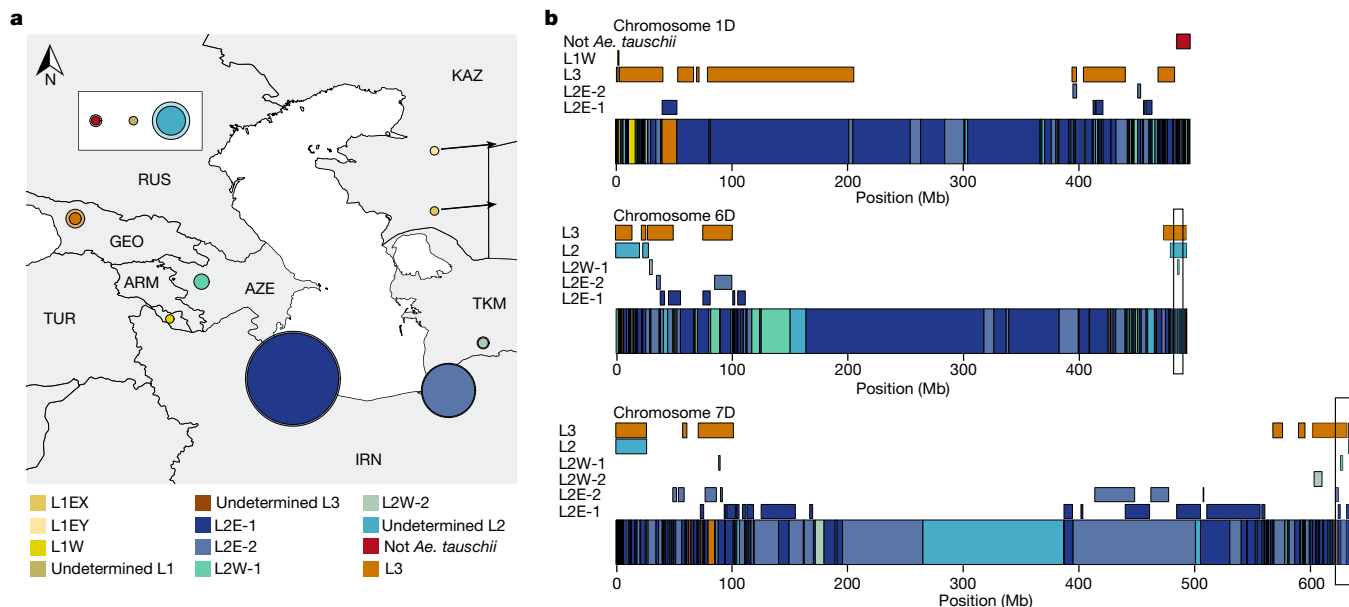 a
N
KAZ
RUS
GEO
ARM
AZE
TUR
TKM
IRN
L1EX
L1EY
L1W
Undetermined L1
Undetermined L3
L2E-1
L2E-2
L2W-1
L2W-2
Undetermined L2
Not Ae. tauschii
L3
b
Chromosome 1D
Not Ae. tauschii
L1W
L3
L2E-2
L2E-1
0 100 200 300 400
Position (Mb)
Chromosome 6D
L3
L2
L2W-1
L2E-2
L2E-1
0 100 200 300 400
Position (Mb)
Chromosome 7D
L3
L2
L2W-1
L2W-2
L2E-2
L2E-1
0 100 200 300 400 500 600
Position (Mb)